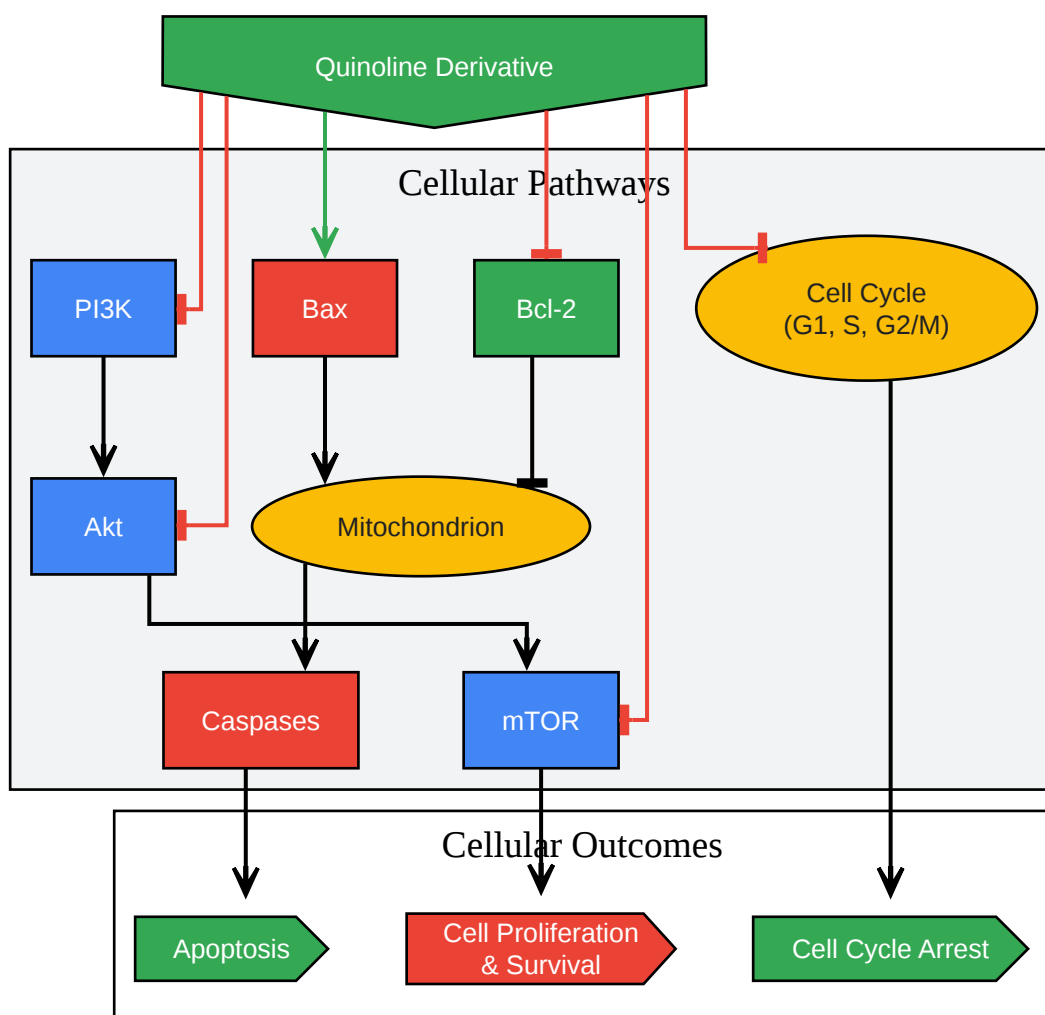 Quinoline Derivative
Cellular Pathways
PI3K
Bax
Bcl-2
Cell Cycle
(G1, S, G2/M)
Akt
Mitochondrion
Caspases
mTOR
Cellular Outcomes
Apoptosis
Cell Proliferation
& Survival
Cell Cycle Arrest